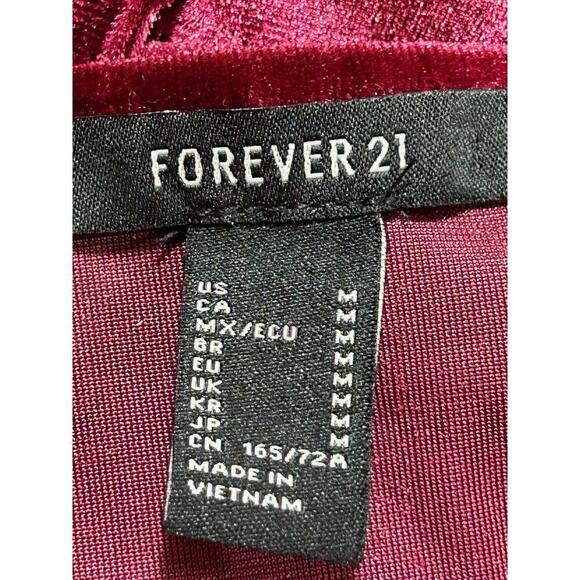 FOREVER 21
US M
CA M
MX/ECU M
BR M
EU M
UK M
KR M
JP M
CN 165/72A
MADE IN
VIETNAM